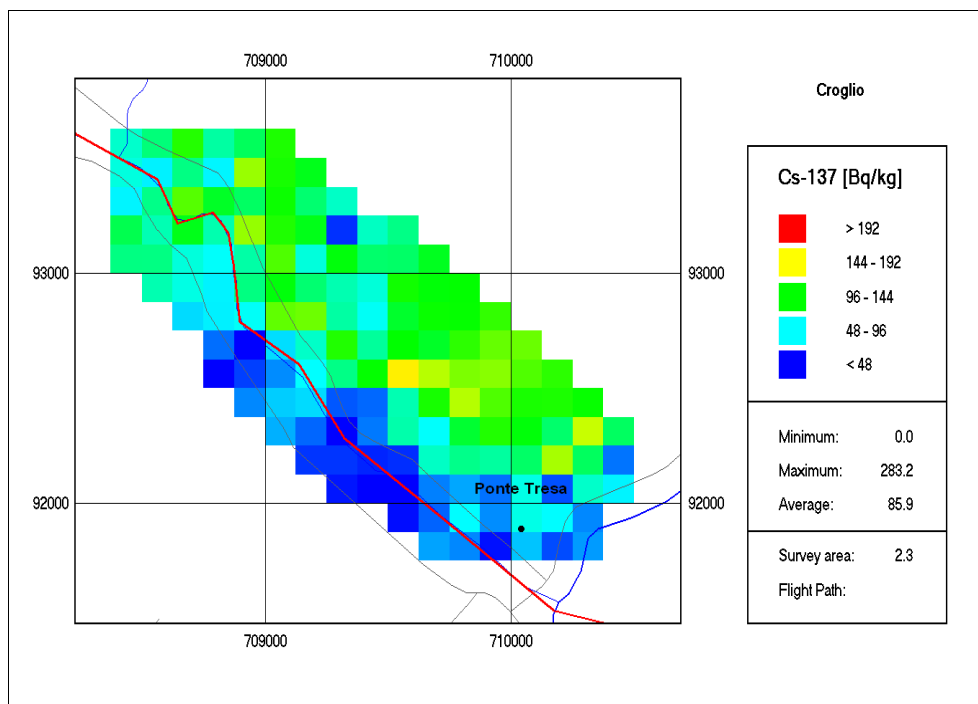 709000 710000
Croglio
Cs-137 [Bq/kg]
> 192
144 - 192
96 - 144
48 - 96
< 48
93000 93000
Minimum: 0.0
Maximum: 283.2
Average: 85.9
Ponte Tresa
92000 92000
Survey area: 2.3
Flight Path:
709000 710000